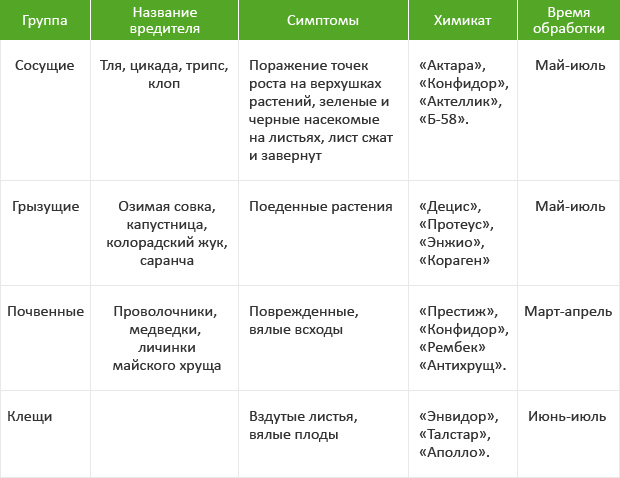 Группа
Название
вредителя
Симптомы
Химикат
Время
обработки
Сосущие
Тля, цикада, трипс,
клоп
Поражение точек
роста на верхушках
растений, зеленые и
черные насекомые
на листьях, лист сжат
и завернут
«Актара»,
«Конфидор»,
«Актеллик»,
«Б-58».
Май-июль
Грызущие
Озимая совка,
капустница,
колорадский жук,
саранча
Поеденные растения
«Децис»,
«Протеус»,
«Энжио»,
«Кораген»
Май-июль
Почвенные
Проволочники,
медведки,
личинки
майского хруща
Поврежденные,
вялые всходы
«Престиж»,
«Конфидор»,
«Рембек»
«Антихрущ».
Март-апрель
Клещи
Вздутые листья,
вялые плоды
«Энвидор»,
«Талстар»,
«Аполло».
Июнь-июль